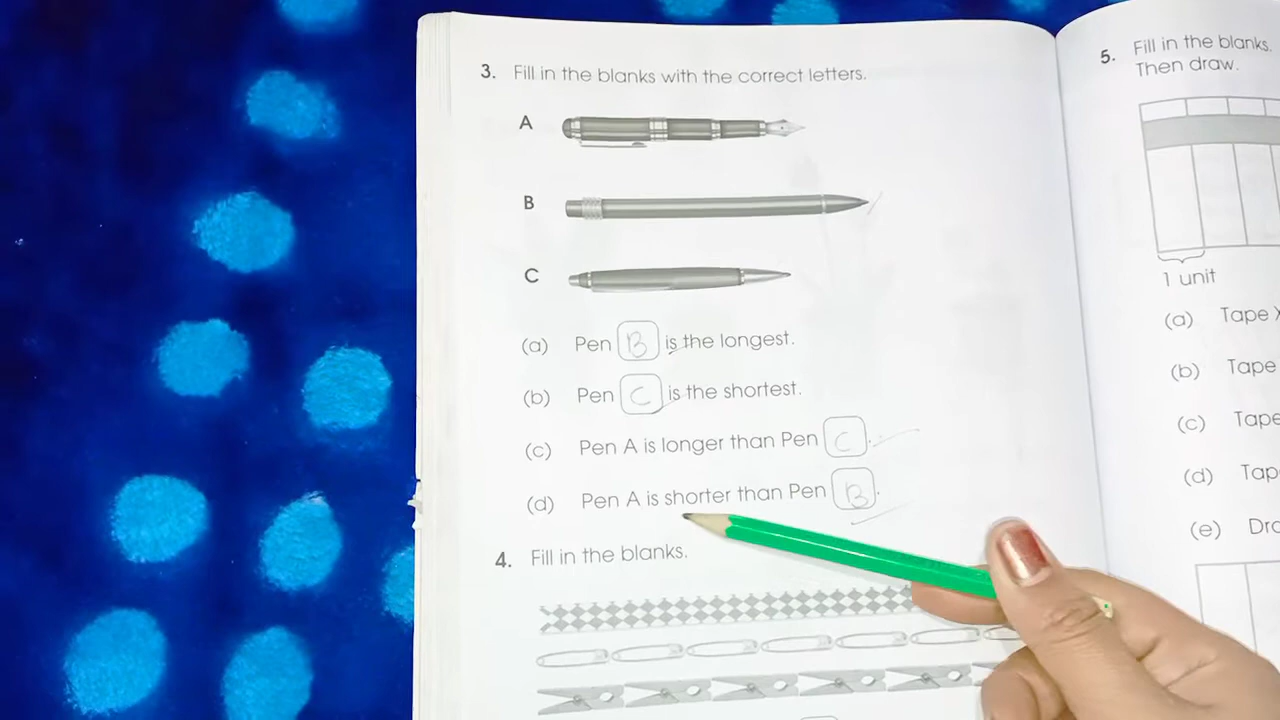 3. Fill in the blanks with the correct letters.
A
B
C
(a) Pen B is the longest.
(b) Pen C is the shortest.
(c) Pen A is longer than Pen C.
(d) Pen A is shorter than Pen B.
4. Fill in the blanks.
5. Fill in the blanks.
Then draw.
1 unit
(a) Tape
(b) Tape
(c) Tape
(d)
(e)